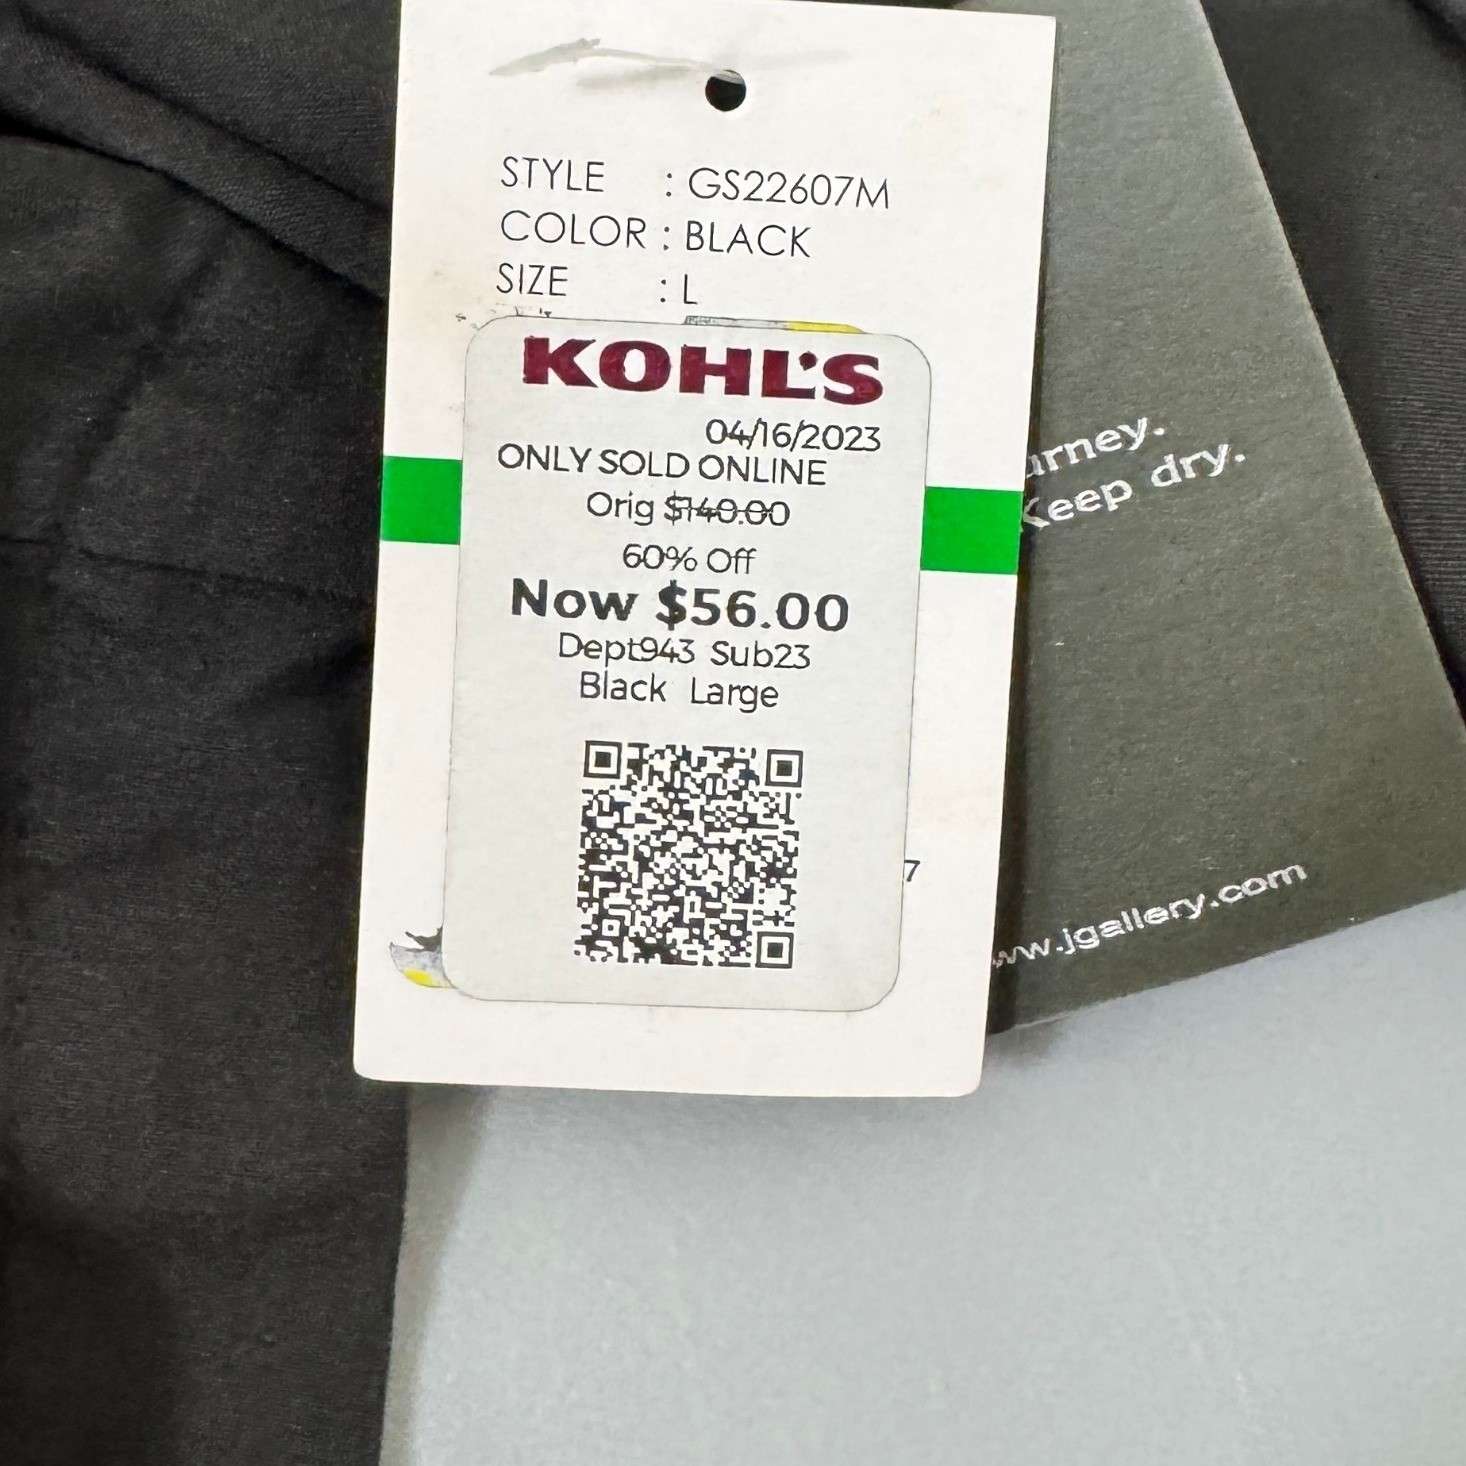 STYLE : GS22607M
COLOR : BLACK
SIZE : L
KOHL'S
04/16/2023
ONLY SOLD ONLINE
Orig $140.00
60% Off
Now $56.00
Dept943 Sub23
Black Large
7
Keep dry.
www.jgallery.com